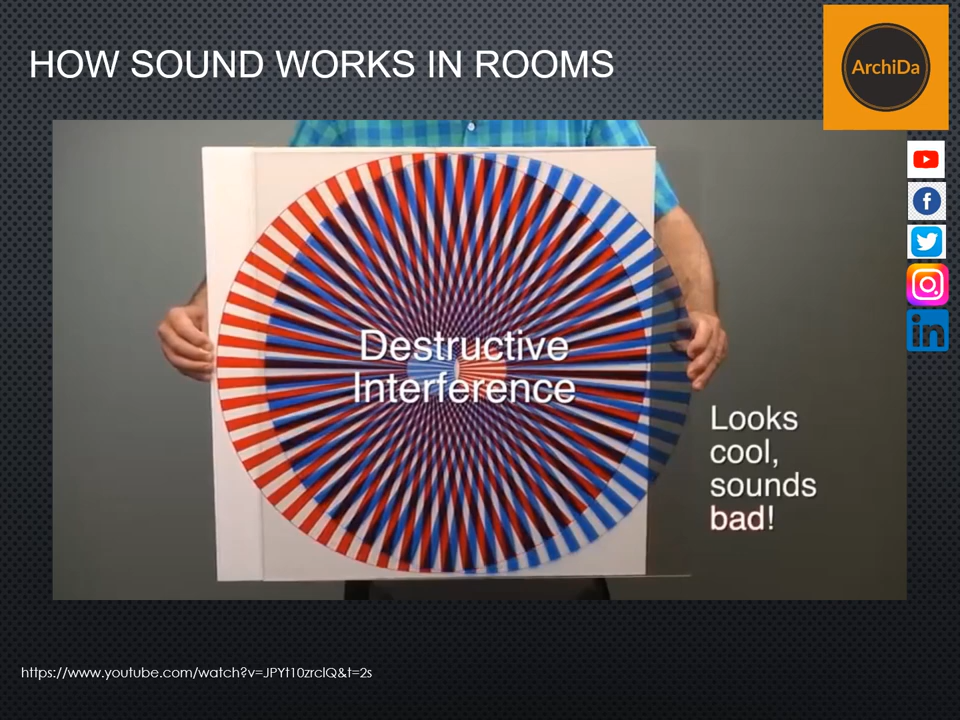 HOW SOUND WORKS IN ROOMS
ArchiDa
Destructive
Interference
Looks
cool,
sounds
bad!
https://www.youtube.com/watch?v=JPYt10zrclQ&t=2s